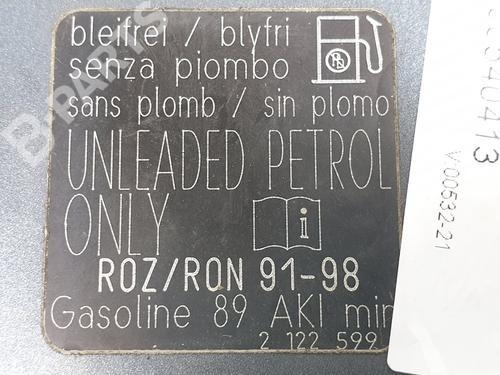 bleifrei / blyfri
senza piombo
sans plomb / sin plomo
UNLEADED PETROL
ONLY
i
ROZ/RON 91-98
Gasoline 89 AKI min
2 122 599
V00532-21
B-PARTS